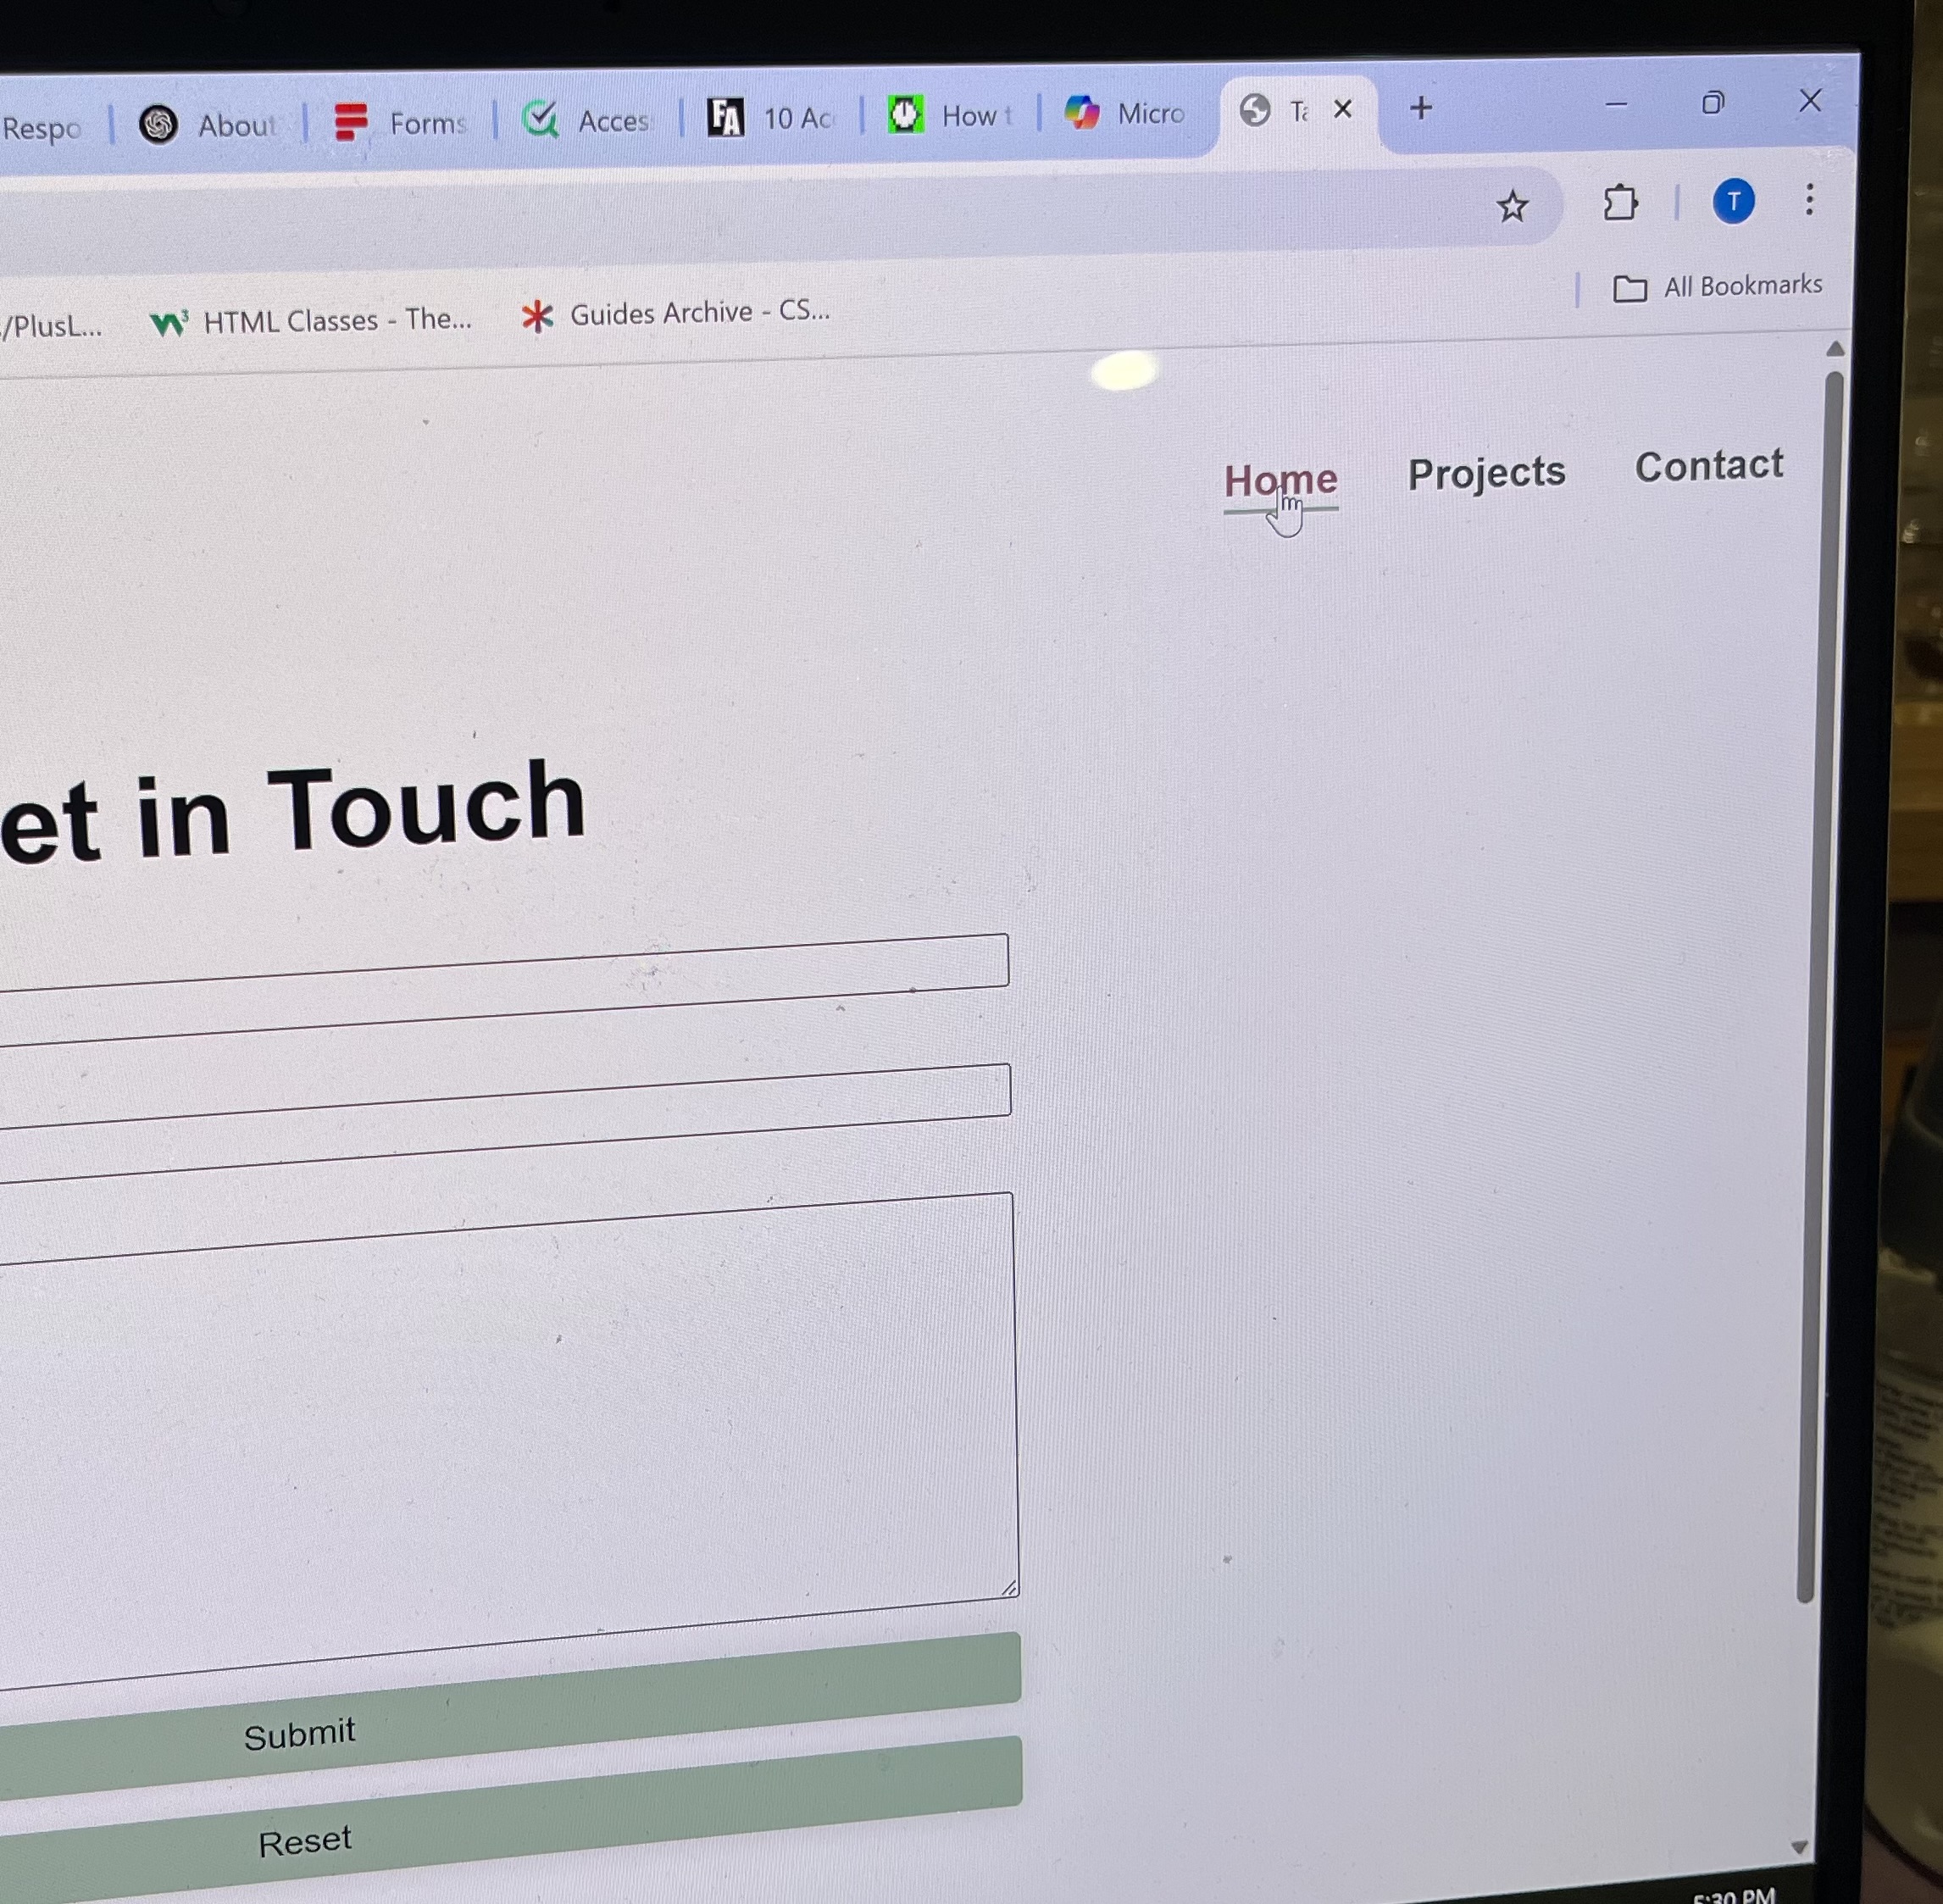 Respo About Forms Acces 10 Ac How t Micro
T
/PlusL... HTML Classes - The... Guides Archive - CS... All Bookmarks
Home Projects Contact
et in Touch
Submit
Reset
5:30 PM